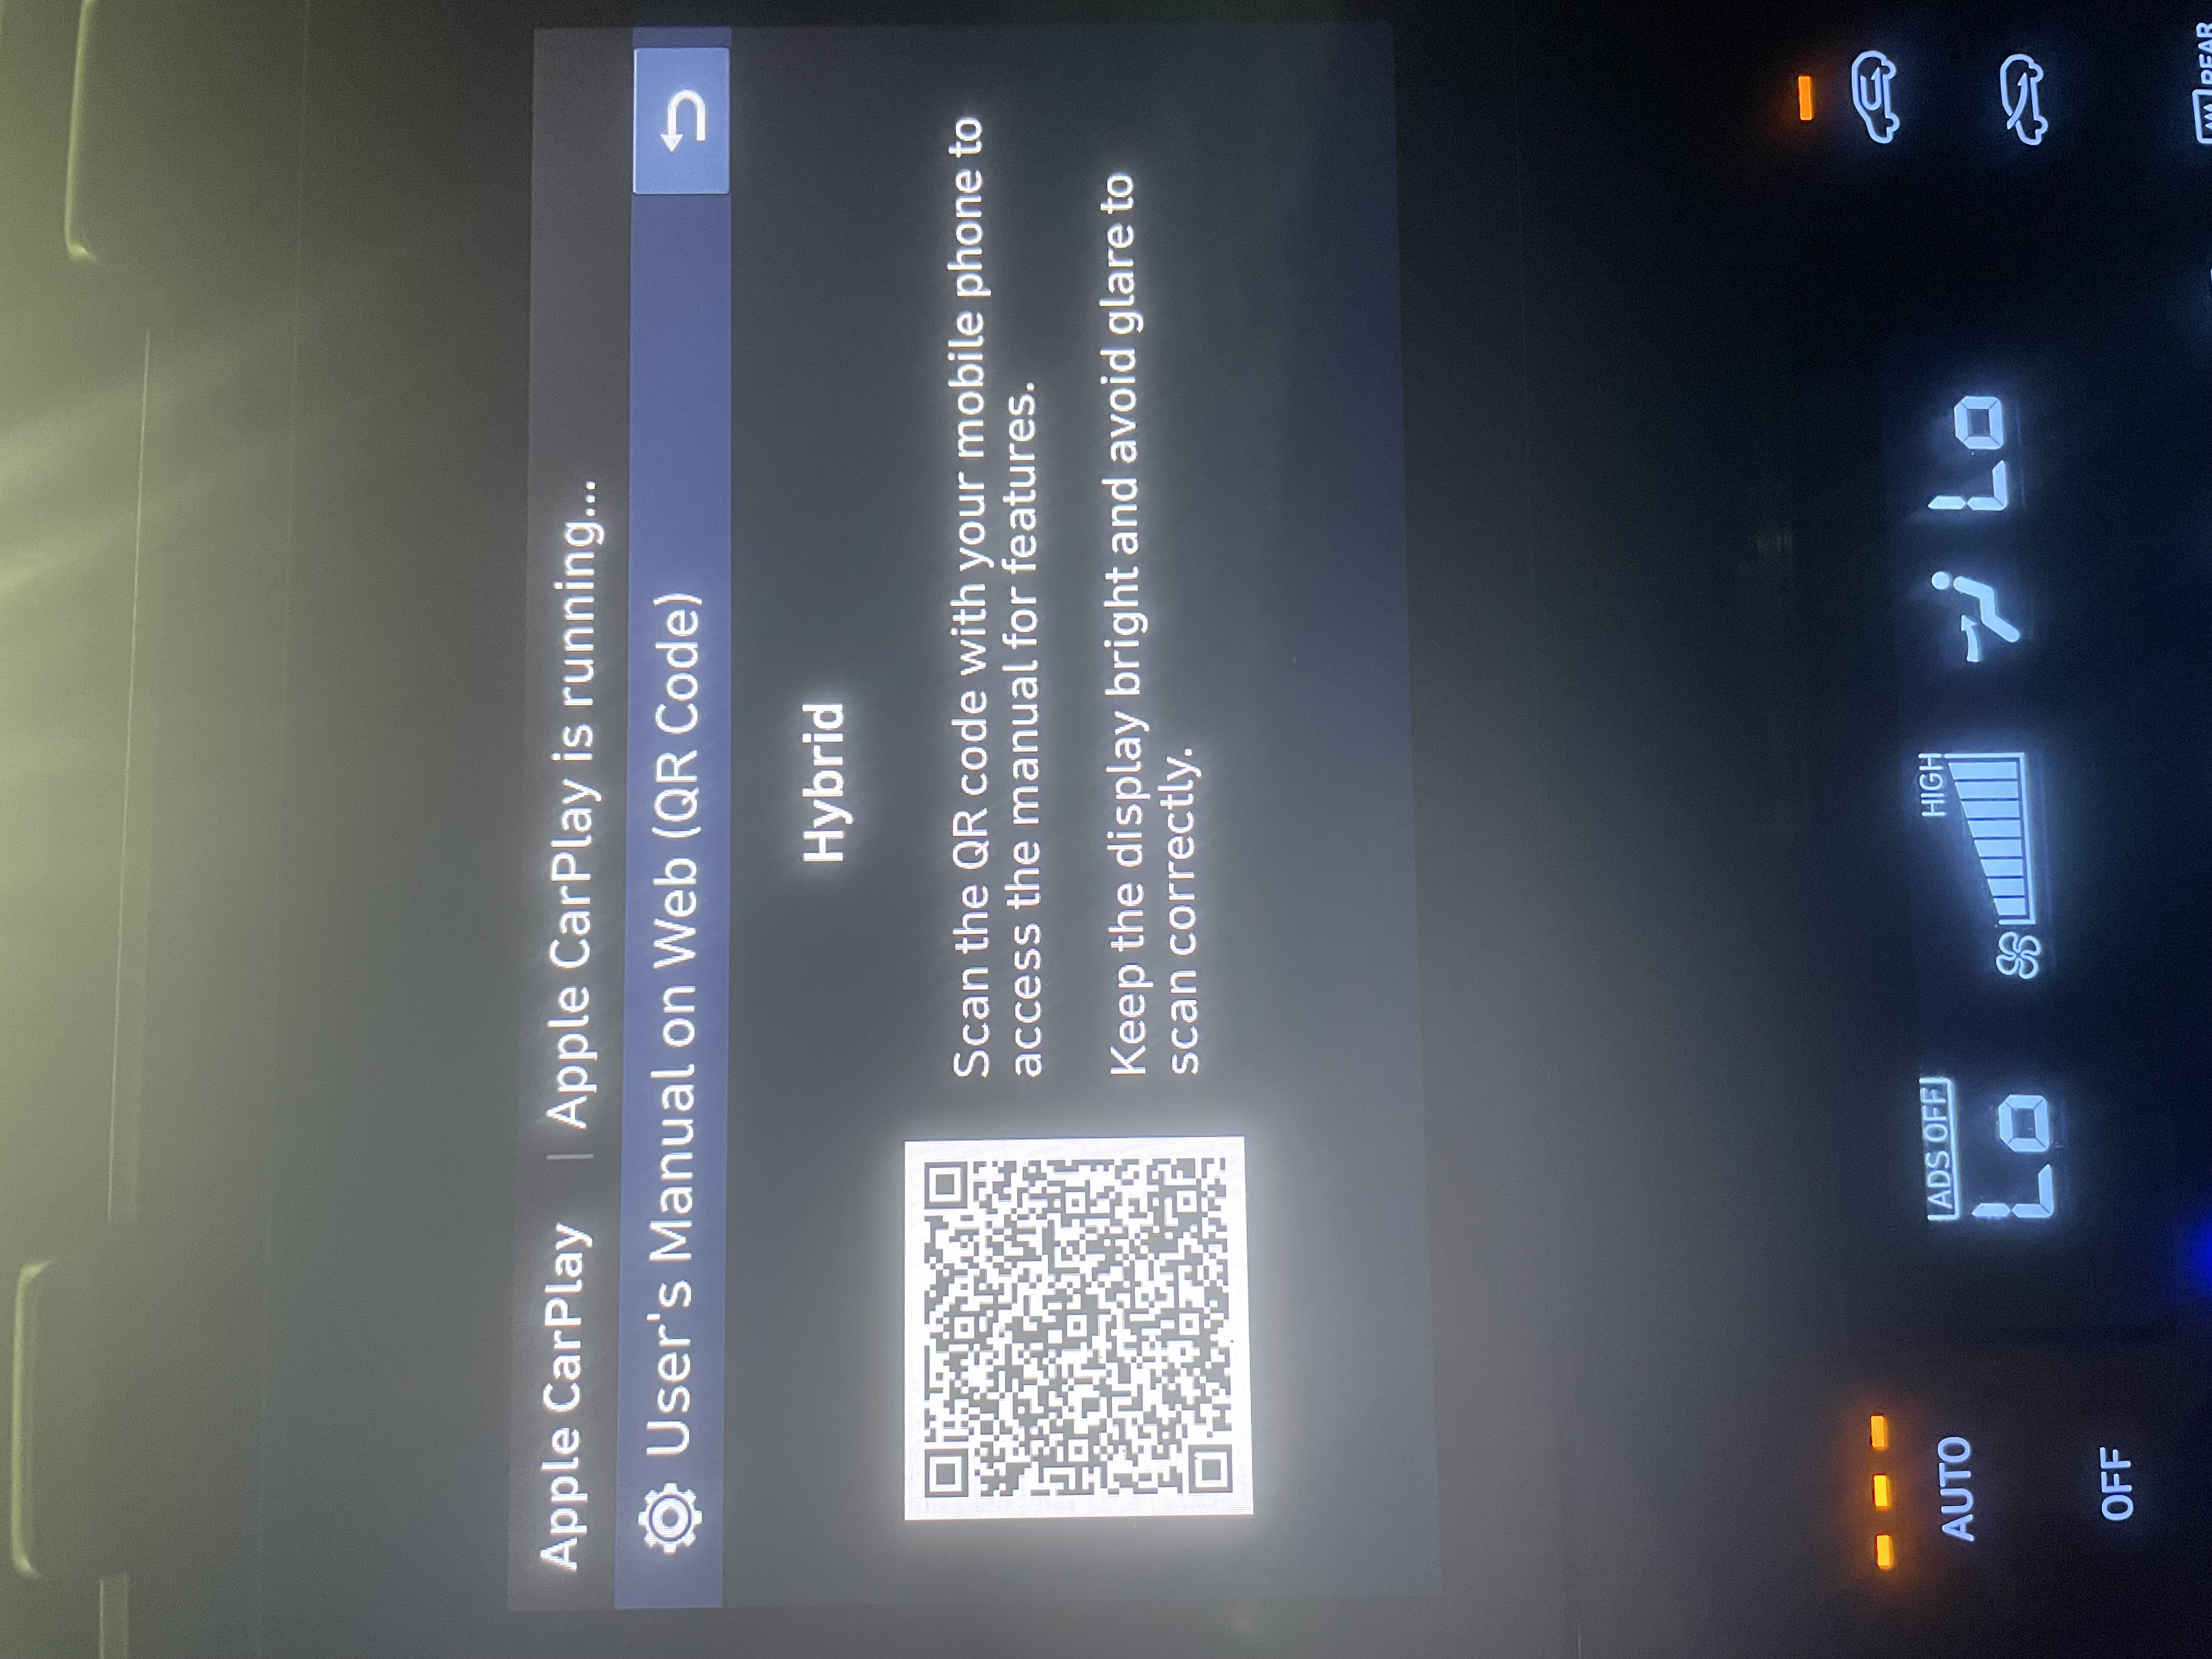 Apple CarPlay | Apple CarPlay is running...
User's Manual on Web (QR Code)
Hybrid
Scan the QR code with your mobile phone to
access the manual for features.
Keep the display bright and avoid glare to
scan correctly.
AUTO
ADS OFF
Lo
HIGH
Lo
OFF
REAR